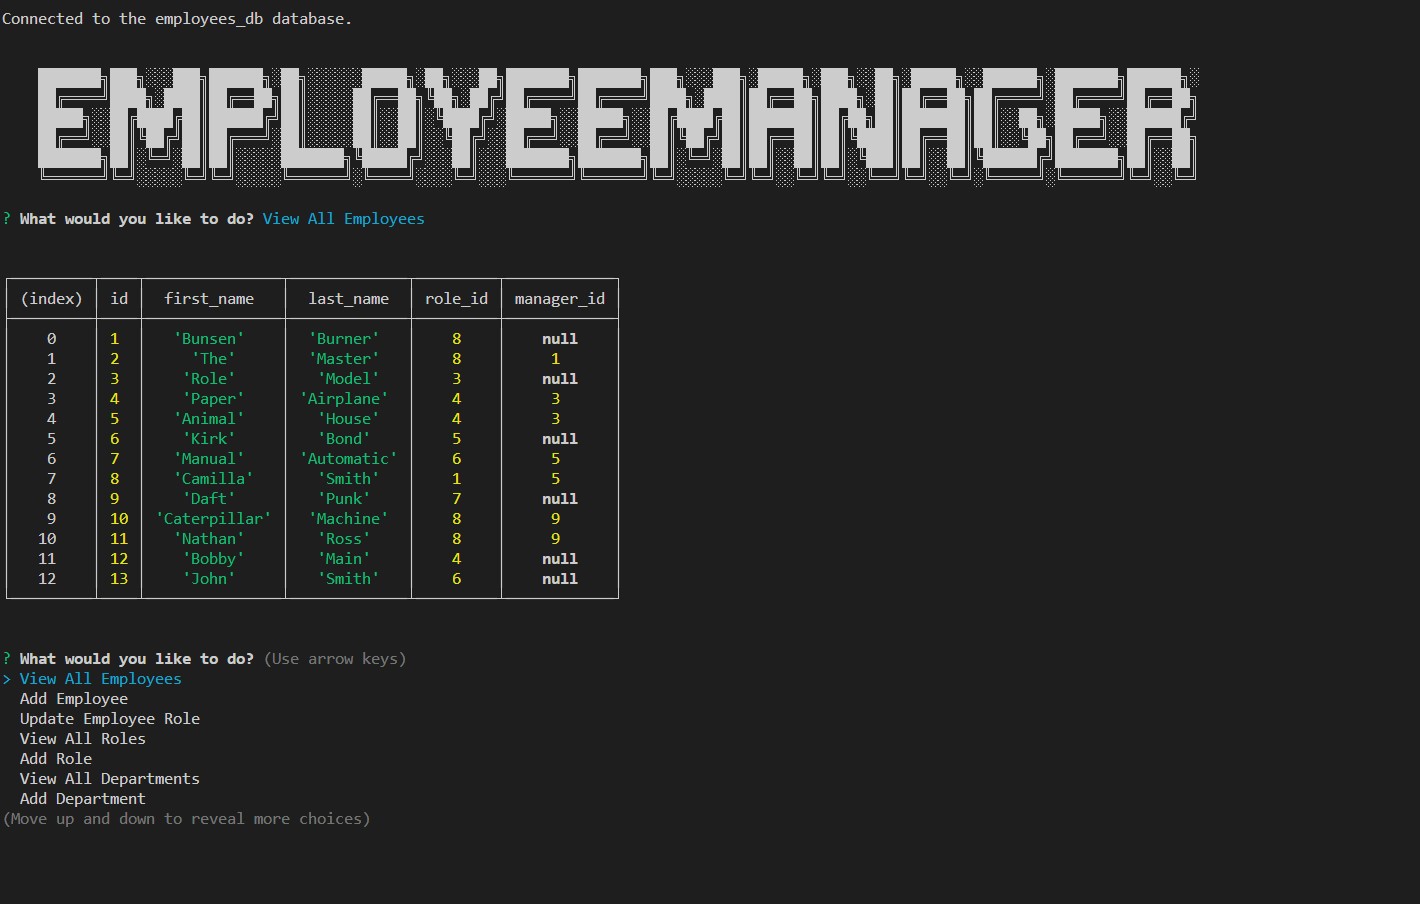 Connected to the employees_db database.
EMPLOYEEMANAGER
? What would you like to do? View All Employees
(index) id first_name last_name role_id manager_id
0 1 'Bunsen' 'Burner' 8 null
1 2 'The' 'Master' 8 1
2 3 'Role' 'Model' 3 null
3 4 'Paper' 'Airplane' 4 3
4 5 'Animal' 'House' 4 3
5 6 'Kirk' 'Bond' 5 null
6 7 'Manual' 'Automatic' 6 5
7 8 'Camilla' 'Smith' 1 5
8 9 'Daft' 'Punk' 7 null
9 10 'Caterpillar' 'Machine' 8 9
10 11 'Nathan' 'Ross' 8 9
11 12 'Bobby' 'Main' 4 null
12 13 'John' 'Smith' 6 null
? What would you like to do? (Use arrow keys)
> View All Employees
Add Employee
Update Employee Role
View All Roles
Add Role
View All Departments
Add Department
(Move up and down to reveal more choices)